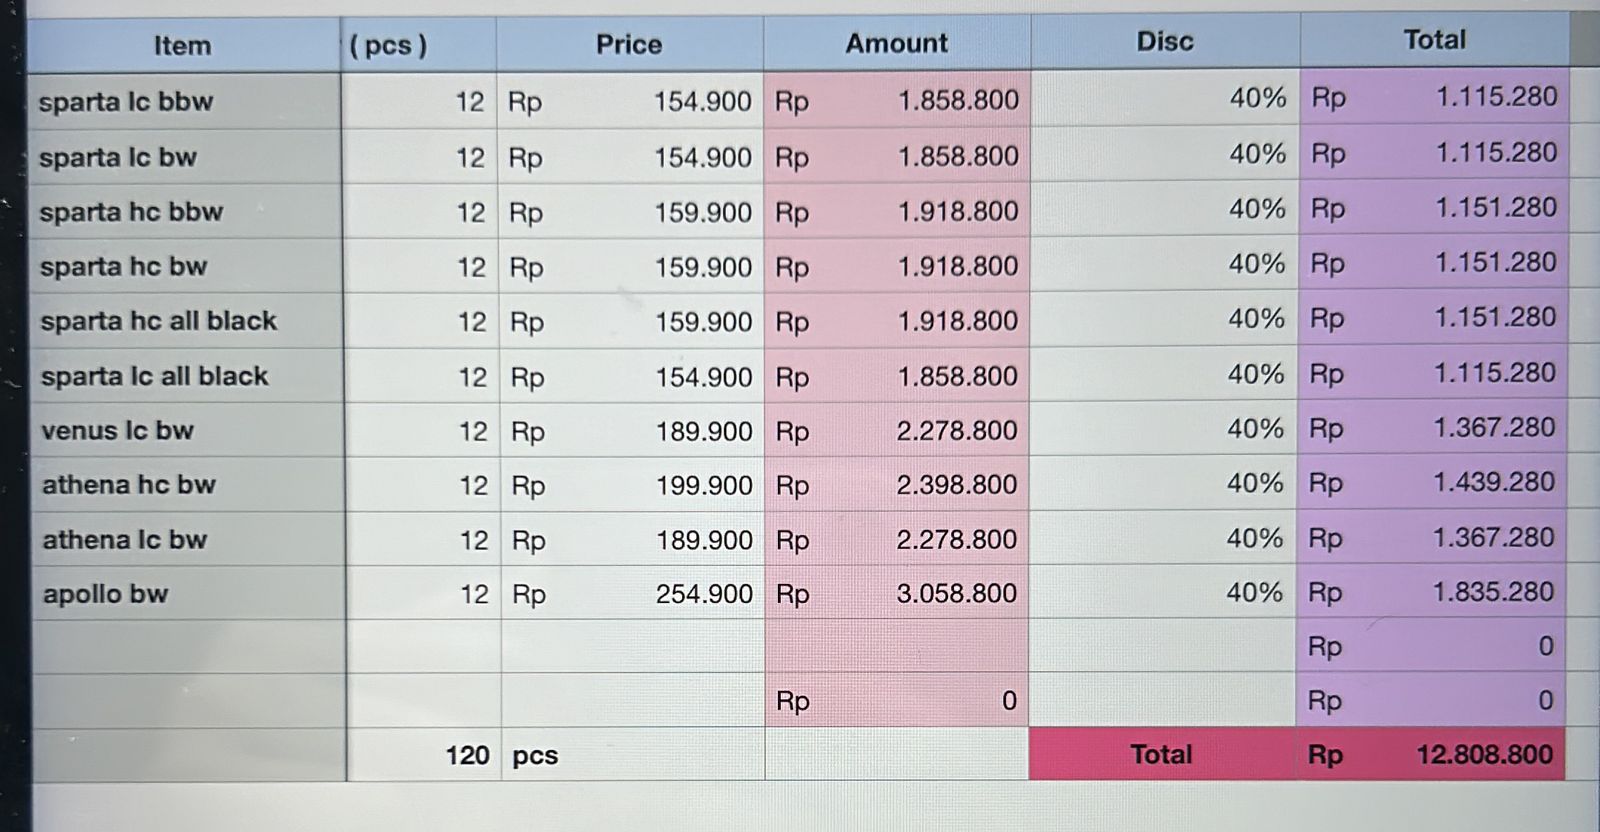 Item (pcs) Price Amount Disc Total
sparta lc bbw 12 Rp 154.900 Rp 1.858.800 40% Rp 1.115.280
sparta lc bw 12 Rp 154.900 Rp 1.858.800 40% Rp 1.115.280
sparta hc bbw 12 Rp 159.900 Rp 1.918.800 40% Rp 1.151.280
sparta hc bw 12 Rp 159.900 Rp 1.918.800 40% Rp 1.151.280
sparta hc all black 12 Rp 159.900 Rp 1.918.800 40% Rp 1.151.280
sparta lc all black 12 Rp 154.900 Rp 1.858.800 40% Rp 1.115.280
venus lc bw 12 Rp 189.900 Rp 2.278.800 40% Rp 1.367.280
athena hc bw 12 Rp 199.900 Rp 2.398.800 40% Rp 1.439.280
athena lc bw 12 Rp 189.900 Rp 2.278.800 40% Rp 1.367.280
apollo bw 12 Rp 254.900 Rp 3.058.800 40% Rp 1.835.280
Rp 0
Rp 0 Rp 0
120 pcs Total Rp 12.808.800